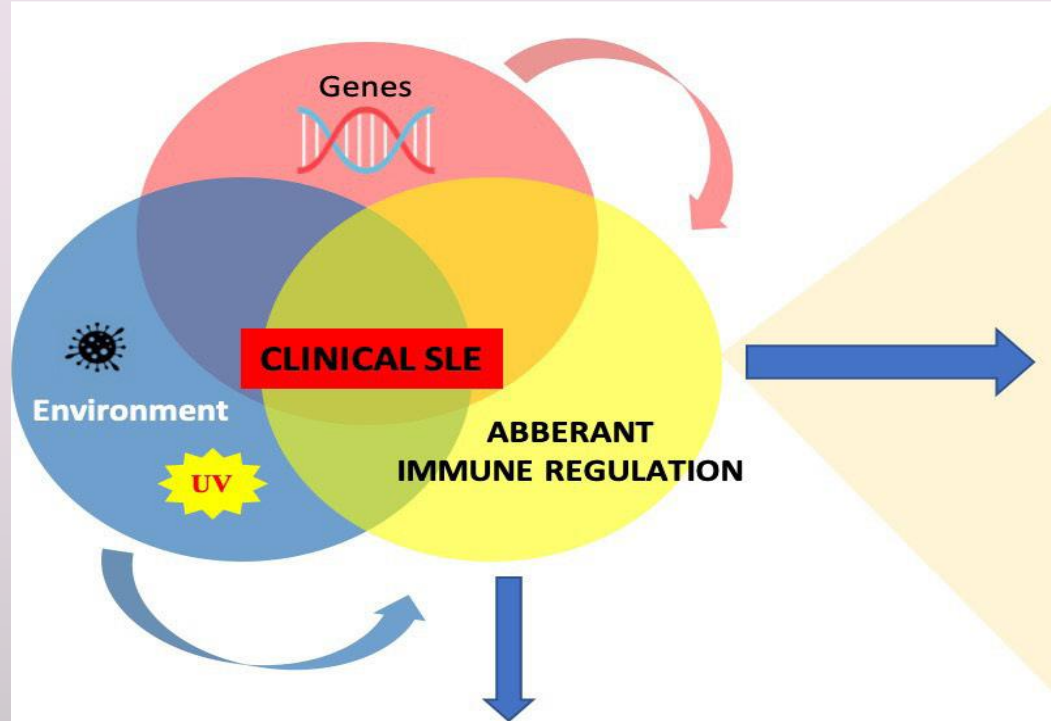 Genes
CLINICAL SLE
Environment
ABBERANT
IMMUNE REGULATION
UV